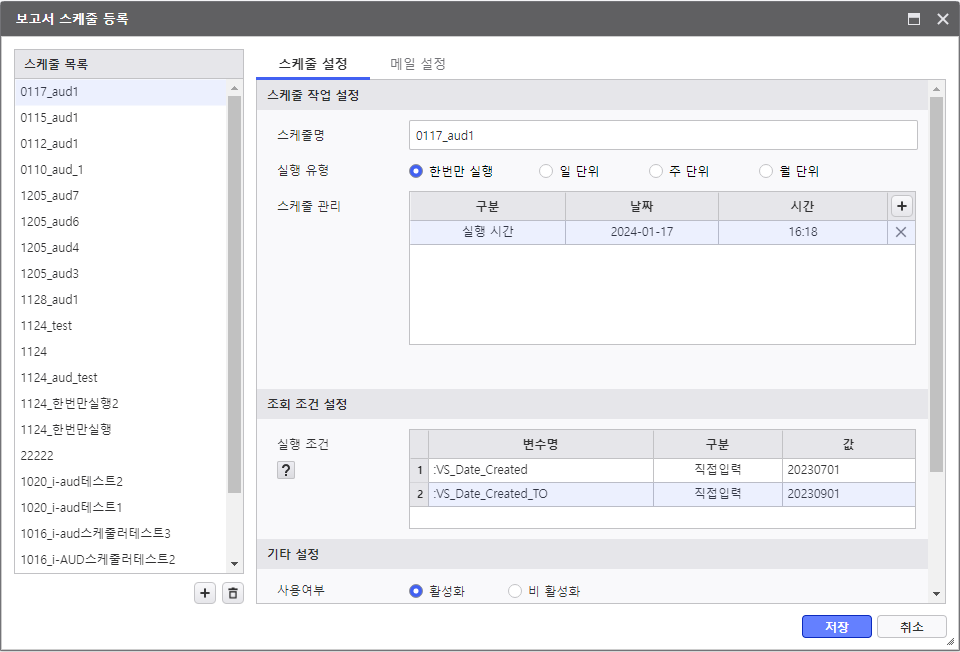 보고서 스케줄 등록
스케줄 목록
0117_aud1
0115_aud1
0112_aud1
0110_aud_1
1205_aud7
1205_aud6
1205_aud4
1205_aud3
1128_aud1
1124_test
1124
1124_aud_test
1124_한번만실행2
1124_한번만실행
22222
1020_i-aud테스트2
1020_i-aud테스트1
1016_i-aud스케줄러테스트3
1016_i-AUD스케줄러테스트2
스케줄 설정 메일 설정
스케줄 작업 설정
스케줄명 0117_aud1
실행 유형 한번만 실행 일 단위 주 단위 월 단위
스케줄 관리 구분 날짜 시간 +
실행 시간 2024-01-17 16:18
조회 조건 설정
실행 조건 변수명 구분 값
? 1 :VS_Date_Created 직접입력 20230701
2 :VS_Date_Created_TO 직접입력 20230901
기타 설정
사용여부 활성화 비 활성화
저장 취소